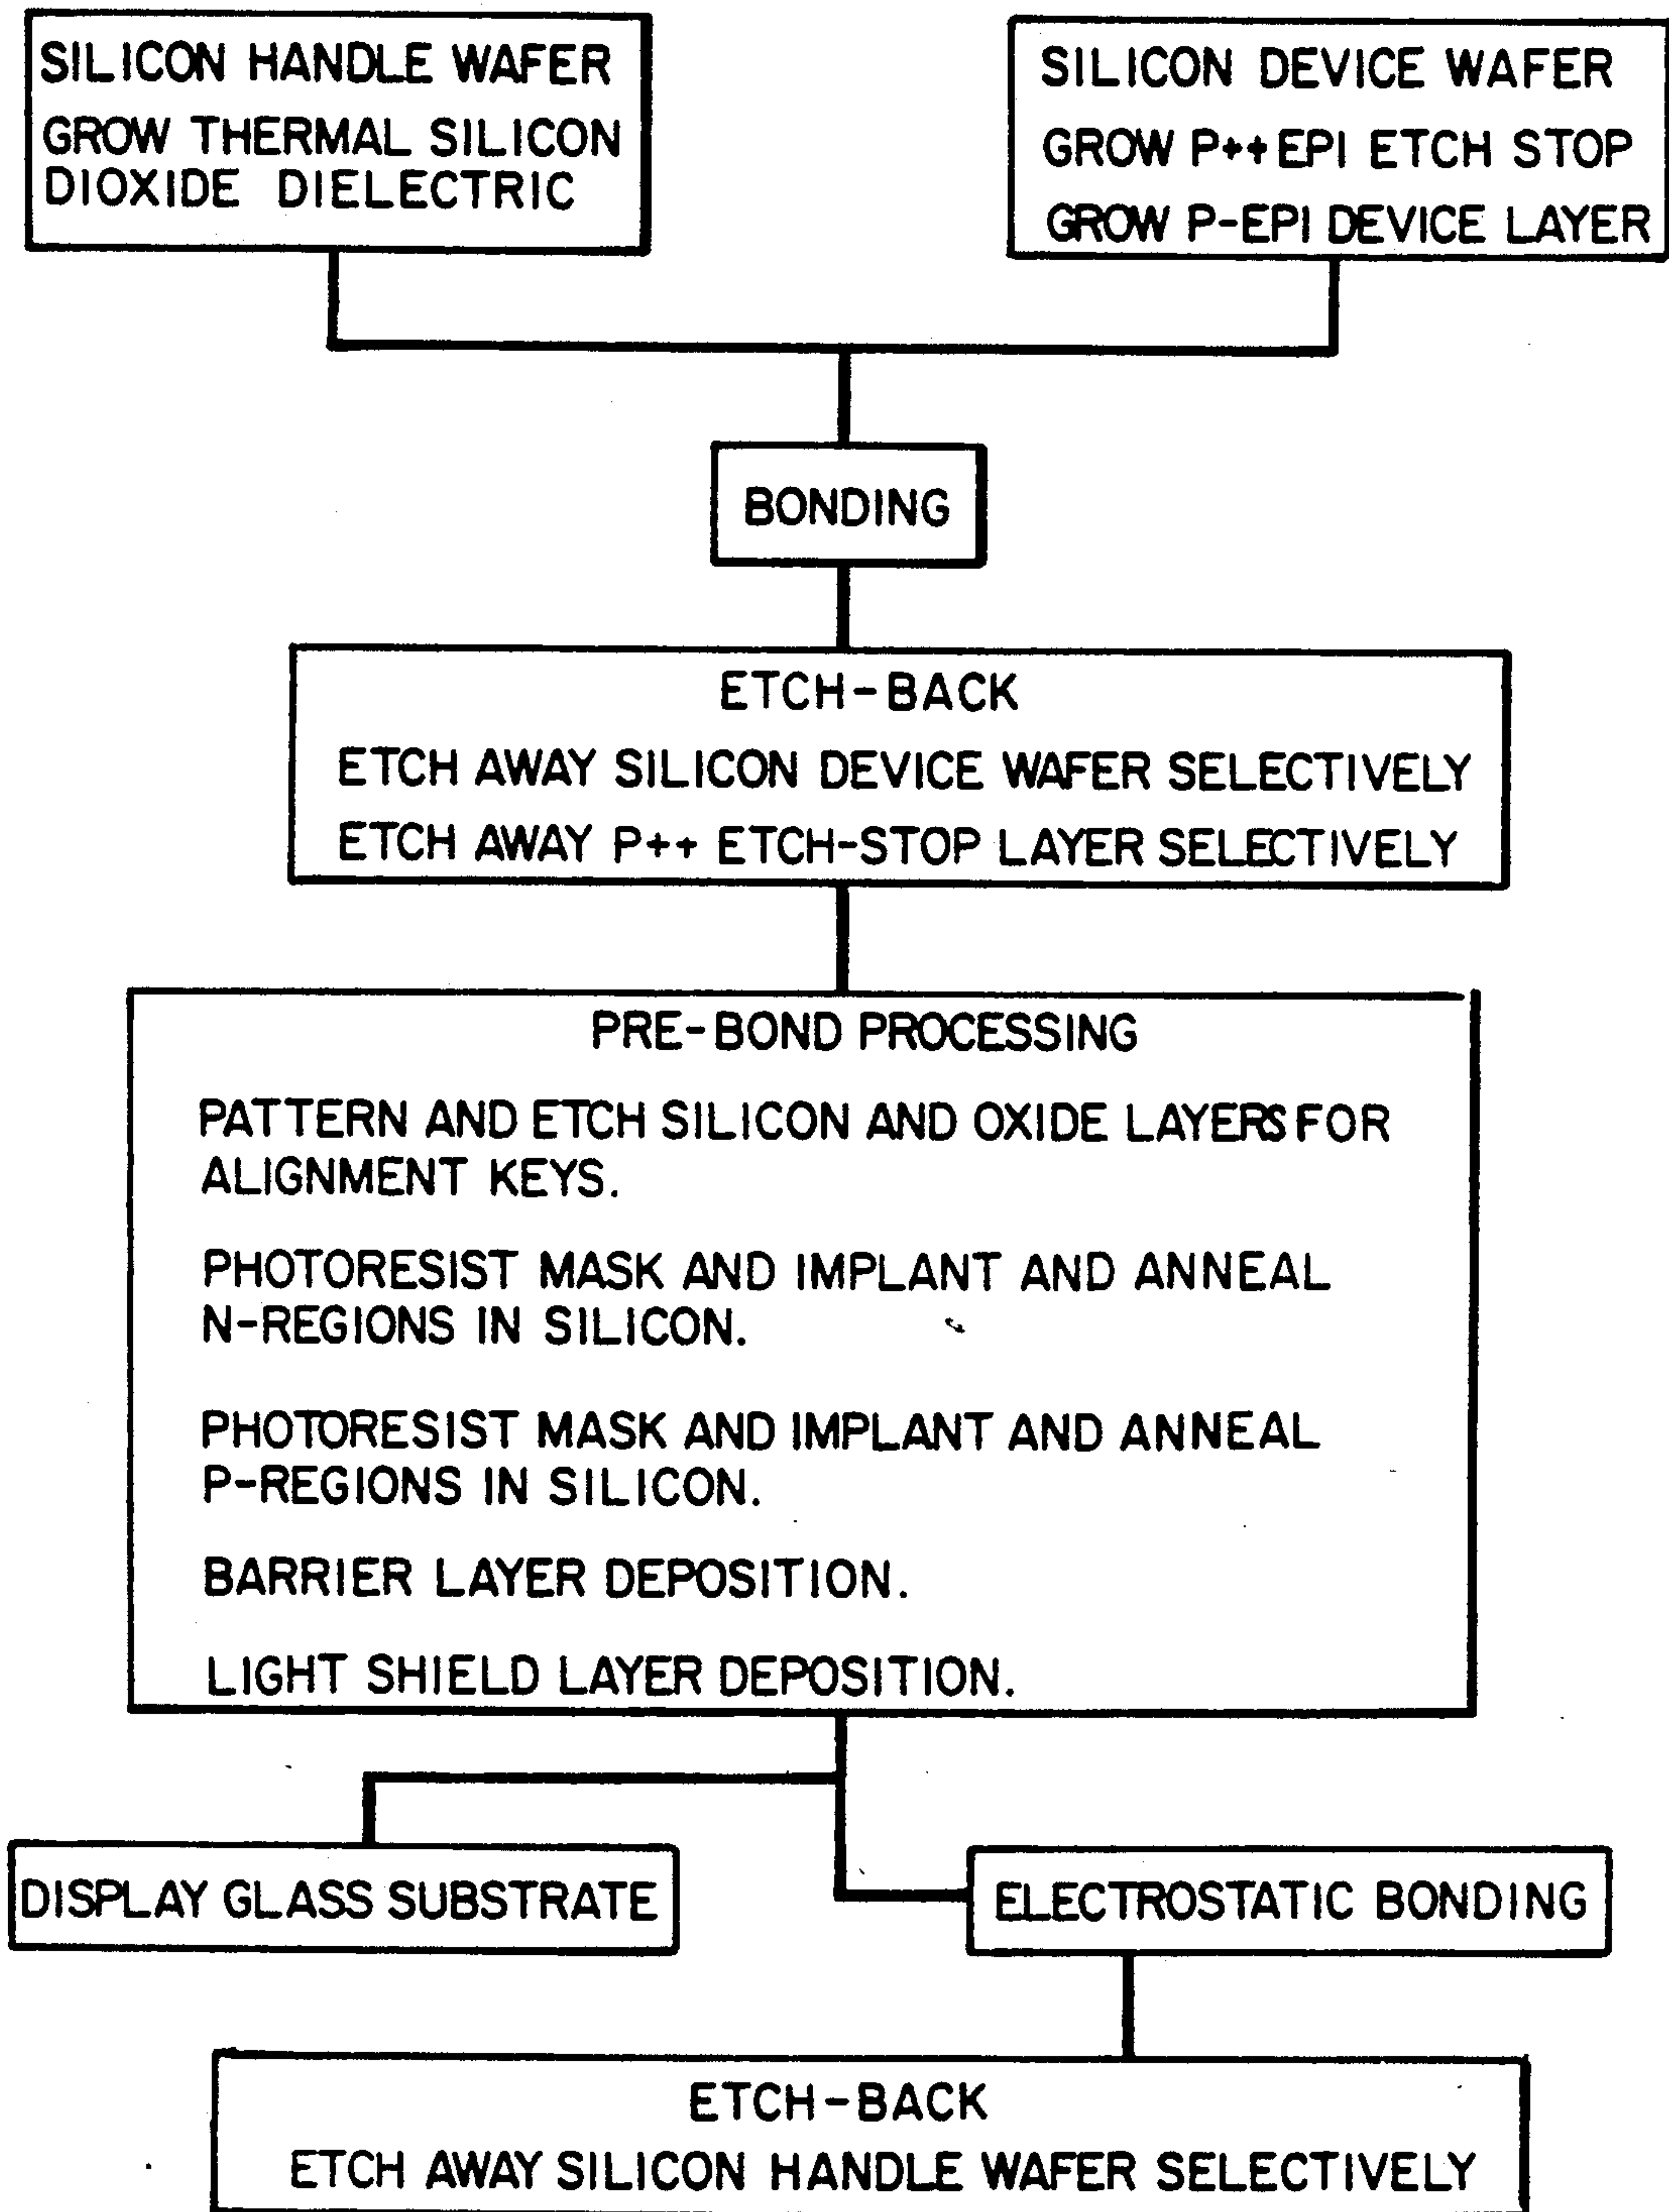 SILICON HANDLE WAFER
GROW THERMAL SILICON
DIOXIDE DIELECTRIC
SILICON DEVICE WAFER
GROW P++ EPI ETCH STOP
GROW P-EPI DEVICE LAYER
BONDING
ETCH-BACK
ETCH AWAY SILICON DEVICE WAFER SELECTIVELY
ETCH AWAY P++ ETCH-STOP LAYER SELECTIVELY
PRE-BOND PROCESSING
PATTERN AND ETCH SILICON AND OXIDE LAYERS FOR
ALIGNMENT KEYS.
PHOTORESIST MASK AND IMPLANT AND ANNEAL
N-REGIONS IN SILICON.
PHOTORESIST MASK AND IMPLANT AND ANNEAL
P-REGIONS IN SILICON.
BARRIER LAYER DEPOSITION.
LIGHT SHIELD LAYER DEPOSITION.
DISPLAY GLASS SUBSTRATE
ELECTROSTATIC BONDING
ETCH-BACK
ETCH AWAY SILICON HANDLE WAFER SELECTIVELY